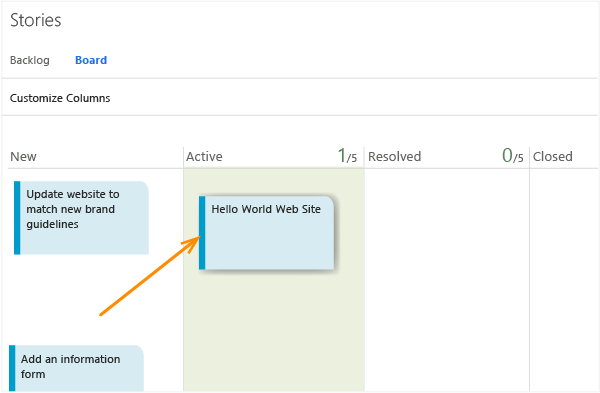 Stories
Backlog Board
Customize Columns
New Active 1/5 Resolved 0/5 Closed
Update website to
match new brand
guidelines
Hello World Web Site
Add an information
form